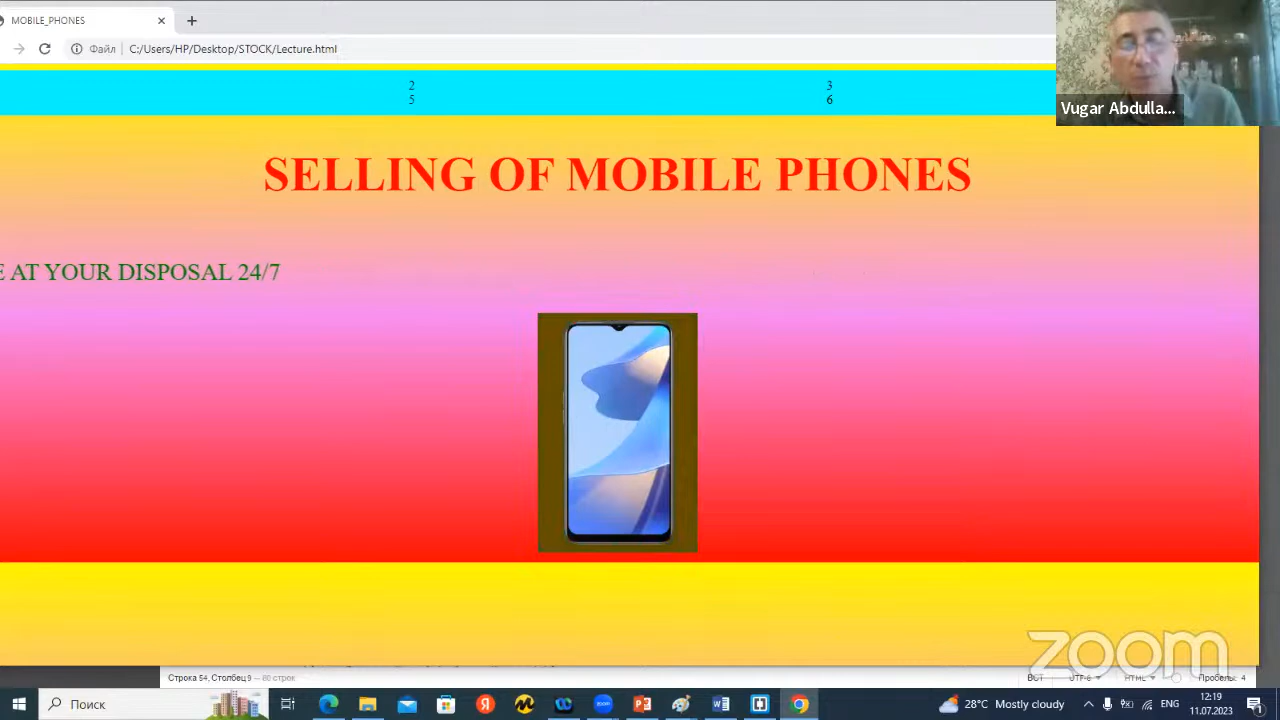 MOBILE_PHONES
Файл C:/Users/HP/Desktop/STOCK/Lecture.html
2 3
5 6
Vugar Abdulla...
SELLING OF MOBILE PHONES
E AT YOUR DISPOSAL 24/7
zoom
Строка 54, Столбец 9 — 60 строк
UTF-8 HTML Пробелы: 4
Поиск
28°C Mostly cloudy
ENG
12:19
11.07.2023